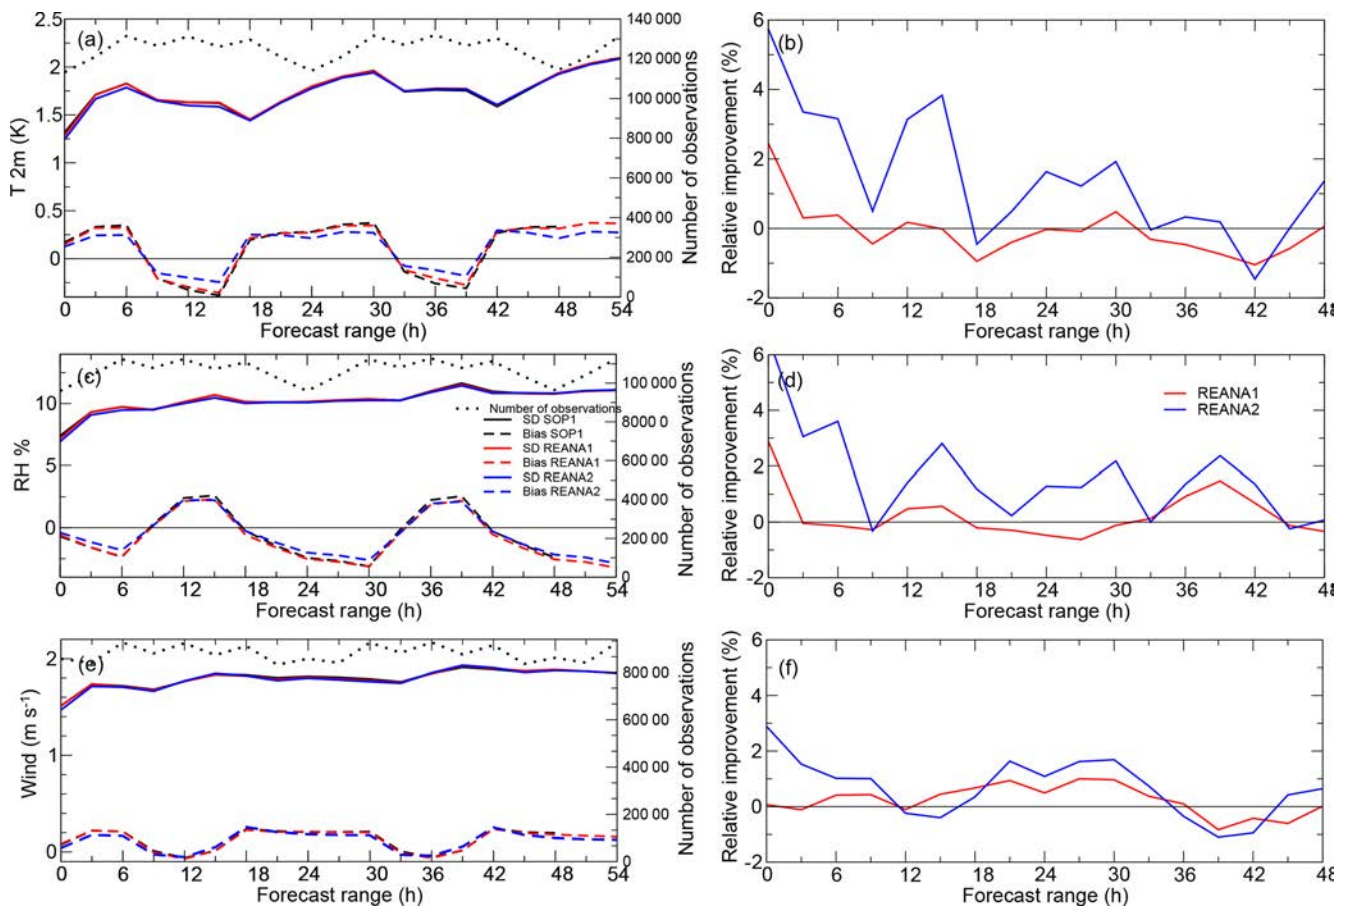 2.5
2
1.5
1
0.5
0
T 2m (K)
(a)
140 000
120 000
100 000
800 00
600 00
400 00
200 00
0
Number of observations
0 6 12 18 24 30 36 42 48 54
Forecast range (h)
6
4
2
0
-2
Relative improvement (%)
(b)
0 6 12 18 24 30 36 42 48
Forecast range (h)
10
5
0
RH %
(c)
Number of observations
SD SOP1
Bias SOP1
SD REANA1
Bias REANA1
SD REANA2
Bias REANA2
100 000
8000 0
600 00
400 00
200 00
0
Number of observations
0 6 12 18 24 30 36 42 48 54
Forecast range (h)
6
4
2
0
-2
Relative improvement (%)
(d)
REANA1
REANA2
0 6 12 18 24 30 36 42 48
Forecast range (h)
2
1
0
Wind (m s-1)
(e)
800 00
600 00
400 00
200 00
0
Number of observations
0 6 12 18 24 30 36 42 48 54
Forecast range (h)
6
4
2
0
-2
Relative improvement (%)
(f)
0 6 12 18 24 30 36 42 48
Forecast range (h)